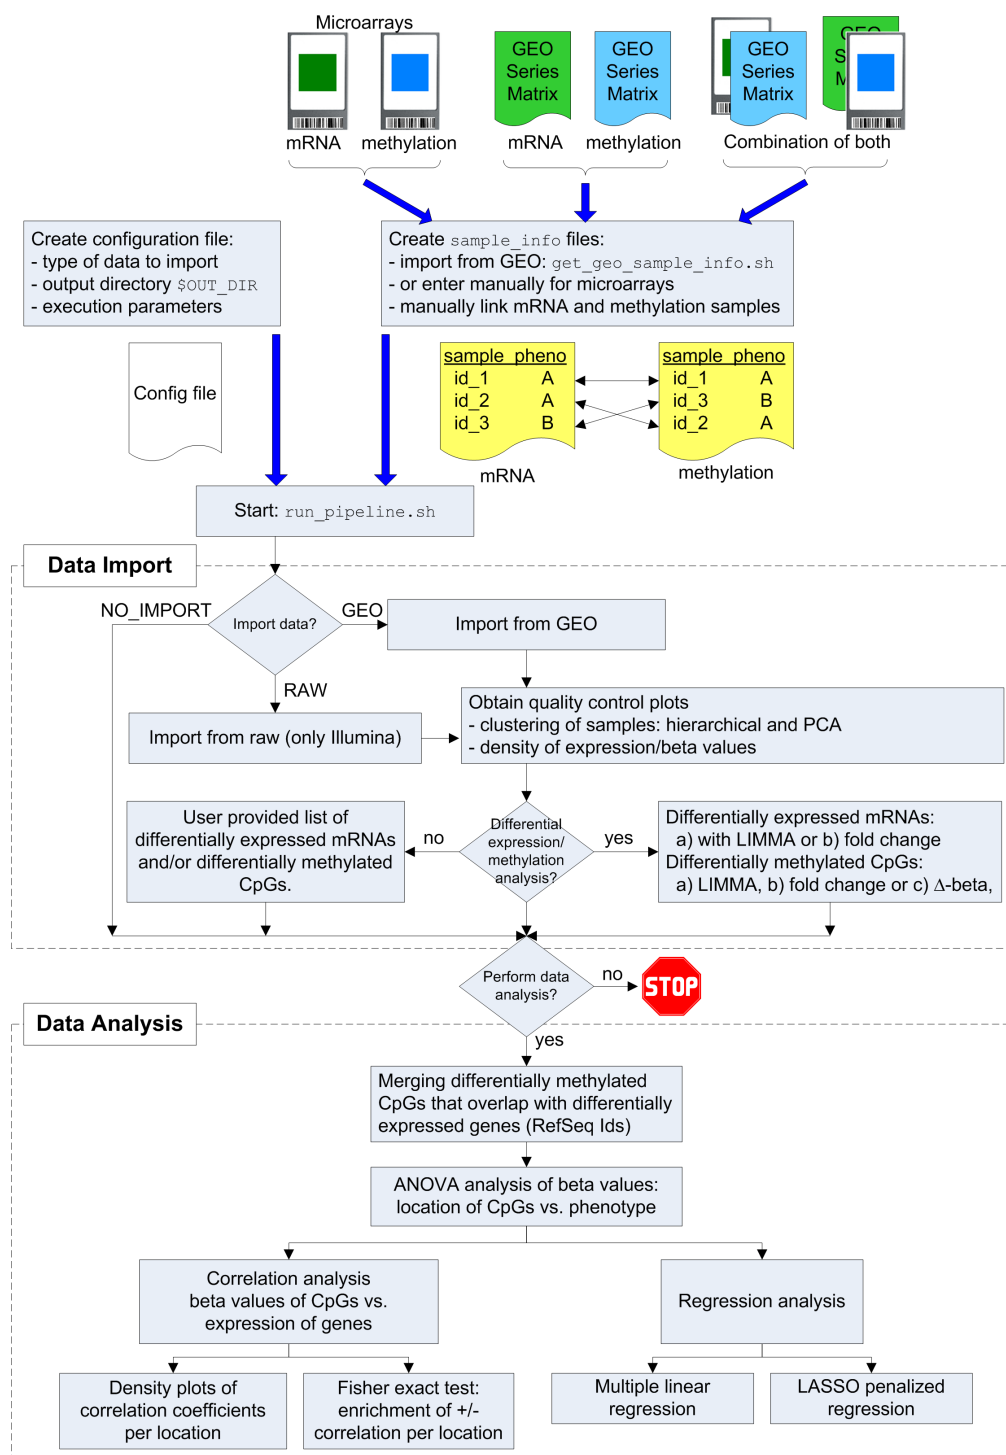 Microarrays
mRNA
methylation
GEO
Series
Matrix
mRNA
GEO
Series
Matrix
methylation
GEO
Series
Matrix
GEO
Combination of both
Create configuration file:
- type of data to import
- output directory $OUT_DIR
- execution parameters
Create sample_info files:
- import from GEO: get_geo_sample_info.sh
- or enter manually for microarrays
- manually link mRNA and methylation samples
Config file
sample pheno
id_1 A
id_2 A
id_3 B
mRNA
sample pheno
id_1 A
id_3 B
id_2 A
methylation
Start: run_pipeline.sh
Data Import
NO_IMPORT
Import data?
GEO
Import from GEO
RAW
Import from raw (only Illumina)
Obtain quality control plots
- clustering of samples: hierarchical and PCA
- density of expression/beta values
User provided list of
differentially expressed mRNAs
and/or differentially methylated
CpGs.
no
Differential
expression/
methylation
analysis?
yes
Differentially expressed mRNAs:
a) with LIMMA or b) fold change
Differentially methylated CpGs:
a) LIMMA, b) fold change or c) Δ-beta,
Perform data
analysis?
no
STOP
Data Analysis
yes
Merging differentially methylated
CpGs that overlap with differentially
expressed genes (RefSeq Ids)
ANOVA analysis of beta values:
location of CpGs vs. phenotype
Correlation analysis
beta values of CpGs vs.
expression of genes
Regression analysis
Density plots of
correlation coefficients
per location
Fisher exact test:
enrichment of +/-
correlation per location
Multiple linear
regression
LASSO penalized
regression